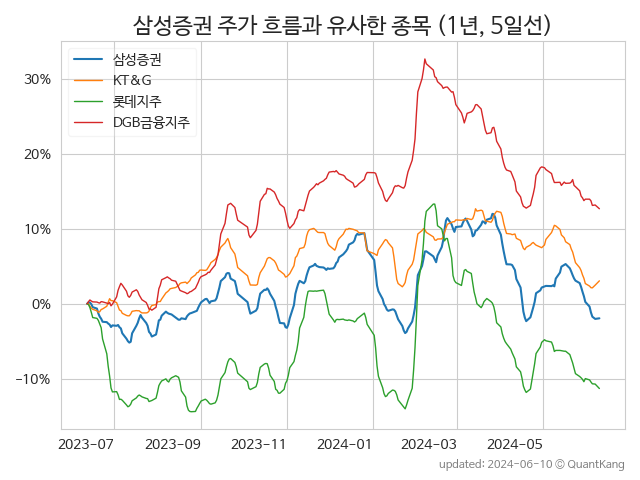 삼성증권 주가 흐름과 유사한 종목 (1년, 5일선)
삼성증권
KT&G
롯데지주
DGB금융지주
30%
20%
10%
0%
−10%
2023-07
2023-09
2023-11
2024-01
2024-03
2024-05
updated: 2024-06-10 © QuantKang